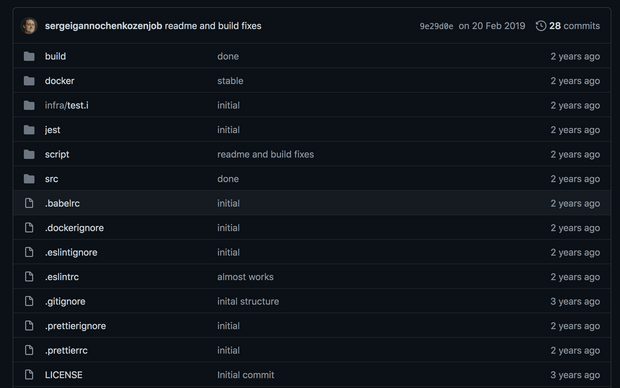 sergeigannochenkozenjob readme and build fixes 9e29d0e on 20 Feb 2019 28 commits
build done 2 years ago
docker stable 2 years ago
infra/test.i initial 2 years ago
jest initial 2 years ago
script readme and build fixes 2 years ago
src done 2 years ago
.babelrc initial 2 years ago
.dockerignore initial 2 years ago
.eslintignore initial 2 years ago
.eslintrc almost works 2 years ago
.gitignore inital structure 3 years ago
.prettierignore initial 2 years ago
.prettierrc initial 2 years ago
LICENSE Initial commit 3 years ago